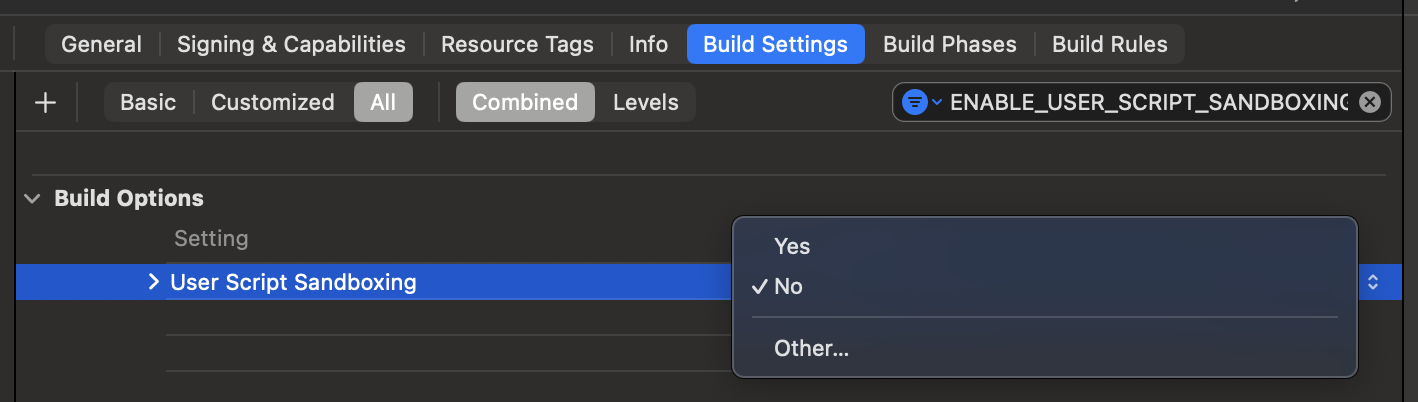 General Signing & Capabilities Resource Tags Info Build Settings Build Phases Build Rules
Basic Customized All Combined Levels ENABLE_USER_SCRIPT_SANDBOXING
Build Options
Setting
Yes
User Script Sandboxing
No
Other...